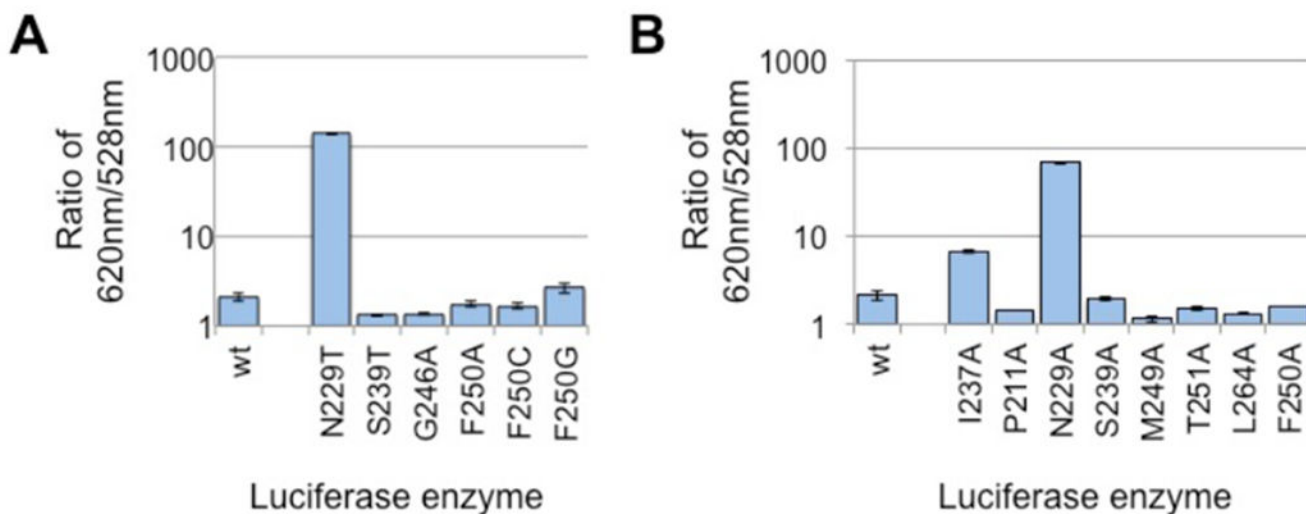 A
Ratio of
620nm/528nm
1000
100
10
1
wt
N229T
S239T
G246A
F250A
F250C
F250G
Luciferase enzyme
B
Ratio of
620nm/528nm
1000
100
10
1
wt
I237A
P211A
N229A
S239A
M249A
T251A
L264A
F250A
Luciferase enzyme